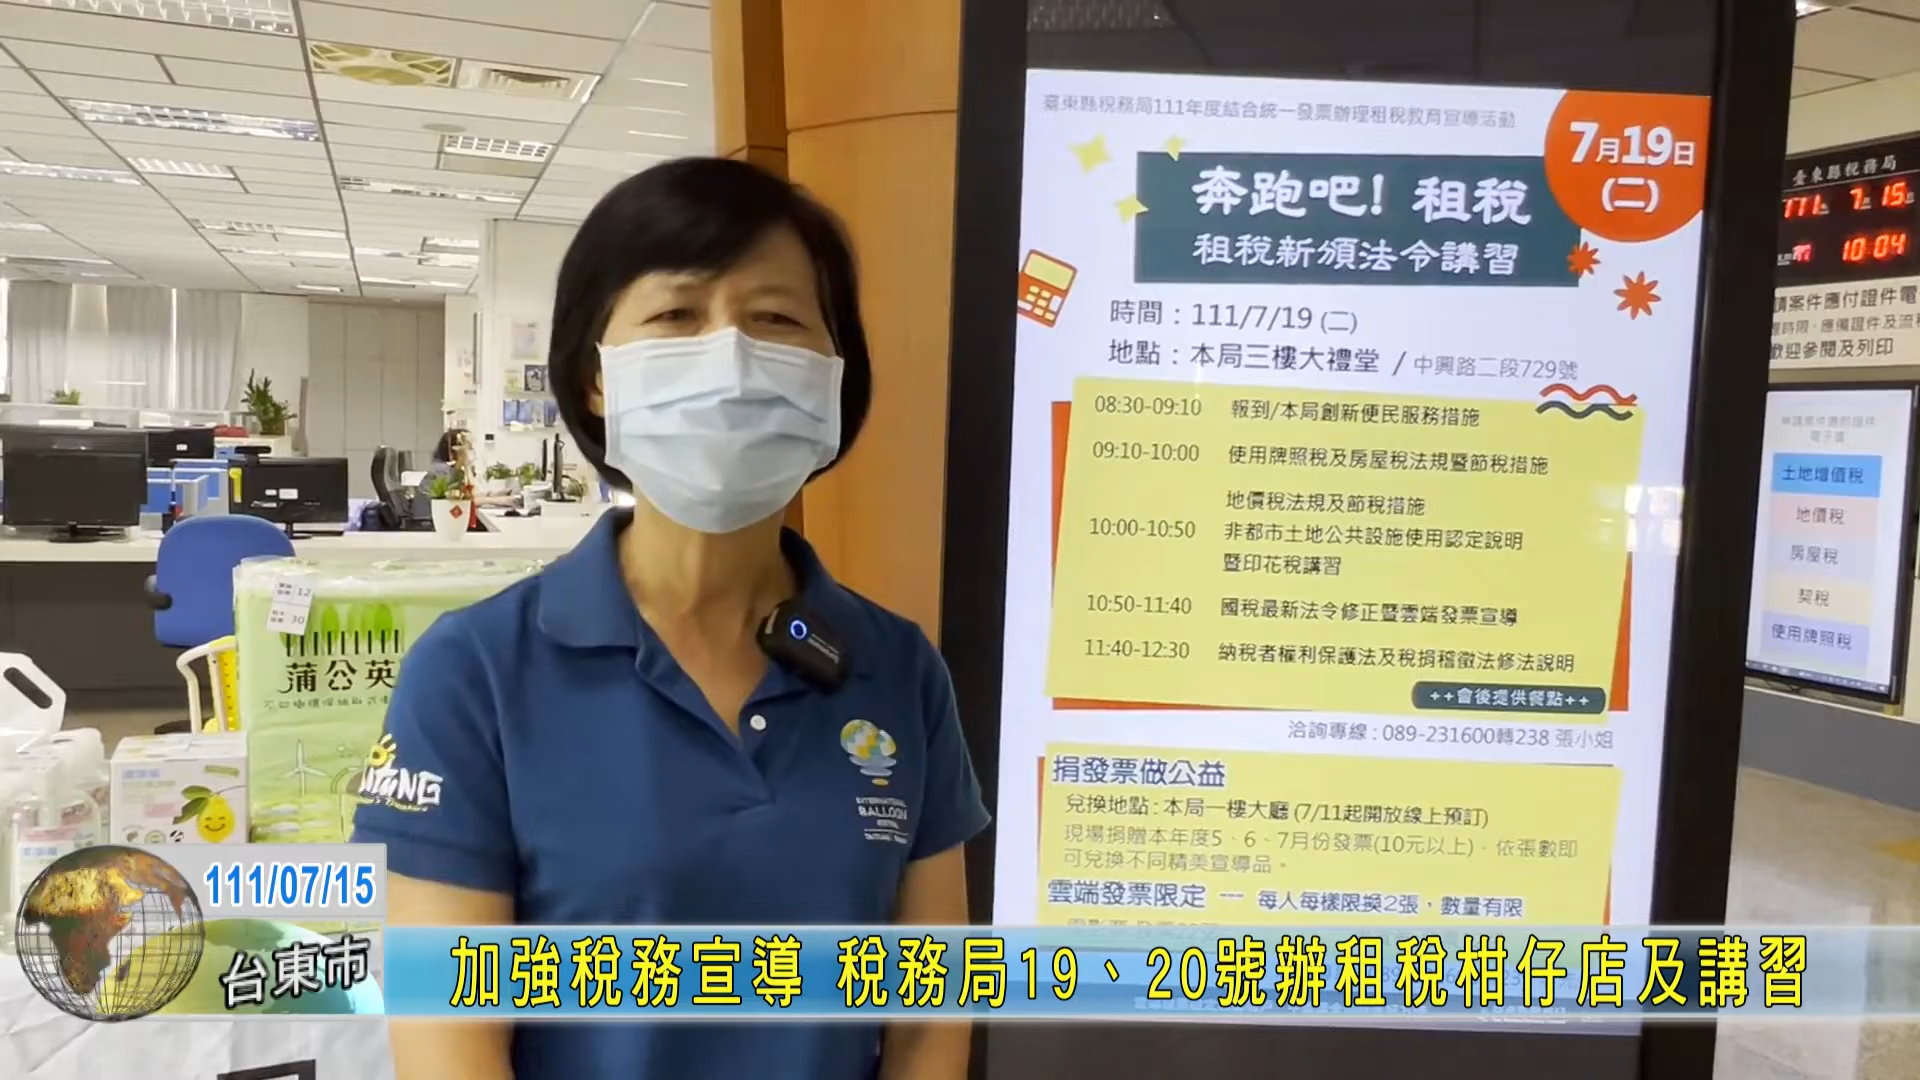 臺東縣稅務局111年度結合統一發票辦理租稅教育宣導活動
7月19日
(二)
奔跑吧! 租稅
租稅新頒法令講習
時間：111/7/19 (二)
地點：本局三樓大禮堂 / 中興路二段729號
08:30-09:10 報到/本局創新便民服務措施
09:10-10:00 使用牌照稅及房屋稅法規暨節稅措施
地價稅法規及節稅措施
10:00-10:50 非都市土地公共設施使用認定說明
暨印花稅講習
10:50-11:40 國稅最新法令修正暨雲端發票宣導
11:40-12:30 納稅者權利保護法及稅捐稽徵法修法說明
++會後提供餐點++
洽詢專線：089-231600轉238 張小姐
捐發票做公益
兌換地點：本局一樓大廳 (7/11起開放線上預訂)
現場捐贈本年度5、6、7月份發票(10元以上)，依張數即
可兌換不同精美宣導品。
雲端發票限定 --- 每人每樣限換2張，數量有限
臺東縣稅務局
111 7 15
10:04
請案件應付證件電
歡迎參閱及列印
土地增值稅
地價稅
房屋稅
契稅
使用牌照稅
12
30
蒲公英
BALLOON
111/07/15
台東市
加強稅務宣導 稅務局19、20號辦租稅柑仔店及講習